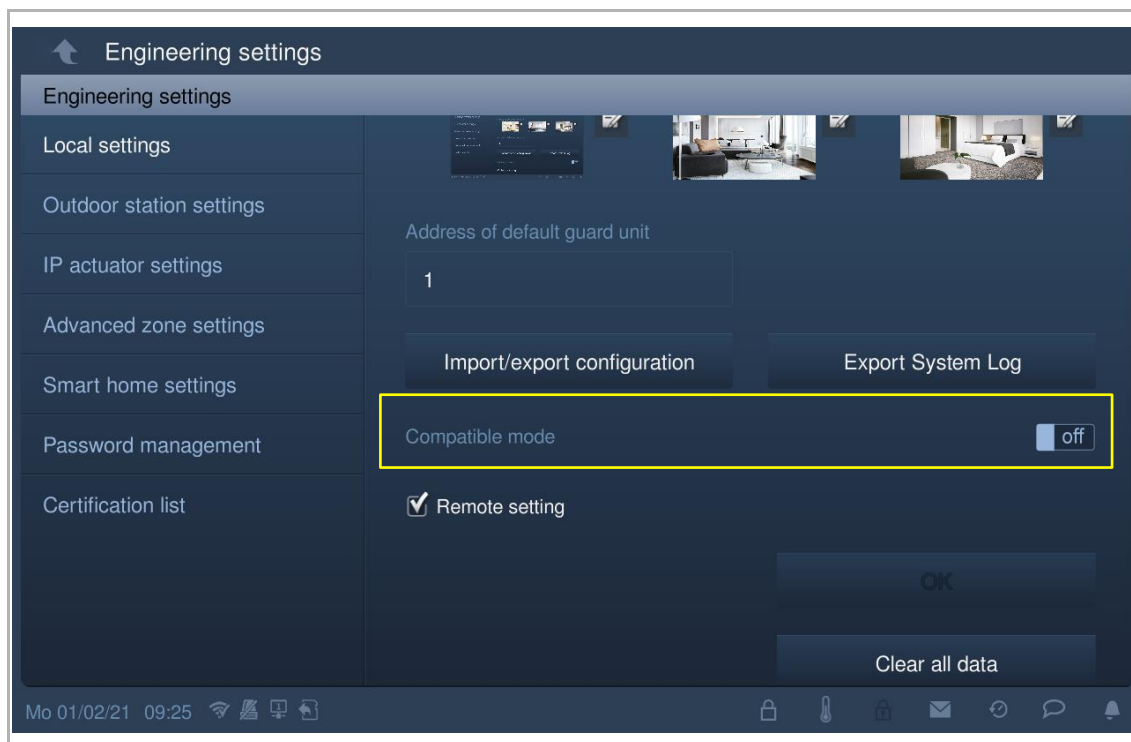 Engineering settings
Engineering settings
Local settings
Outdoor station settings
IP actuator settings
Advanced zone settings
Smart home settings
Password management
Certification list
Address of default guard unit
1
Import/export configuration
Export System Log
Compatible mode
off
Remote setting
OK
Clear all data
Mo 01/02/21 09:25